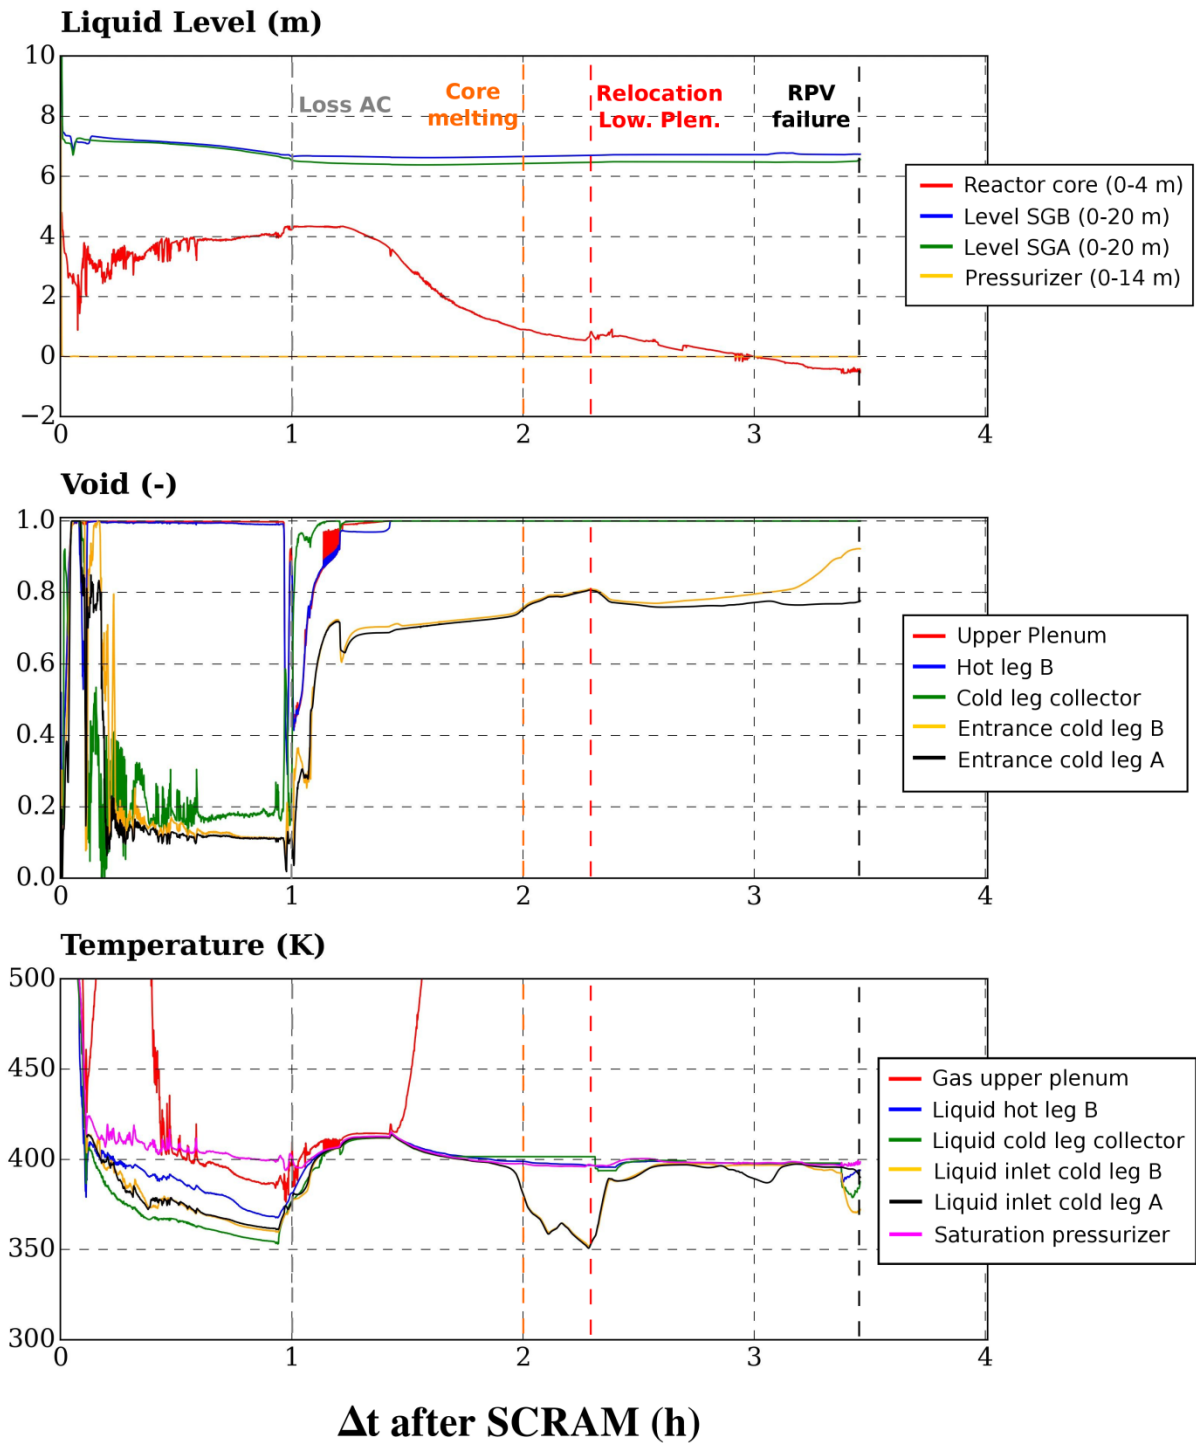 Liquid Level (m)
10
8
6
4
2
0
−2
0 1 2 3 4
Loss AC
Core
melting
Relocation
Low. Plen.
RPV
failure
Reactor core (0-4 m)
Level SGB (0-20 m)
Level SGA (0-20 m)
Pressurizer (0-14 m)
Void (-)
1.0
0.8
0.6
0.4
0.2
0.0
0 1 2 3 4
Upper Plenum
Hot leg B
Cold leg collector
Entrance cold leg B
Entrance cold leg A
Temperature (K)
500
450
400
350
300
0 1 2 3 4
Gas upper plenum
Liquid hot leg B
Liquid cold leg collector
Liquid inlet cold leg B
Liquid inlet cold leg A
Saturation pressurizer
Δt after SCRAM (h)